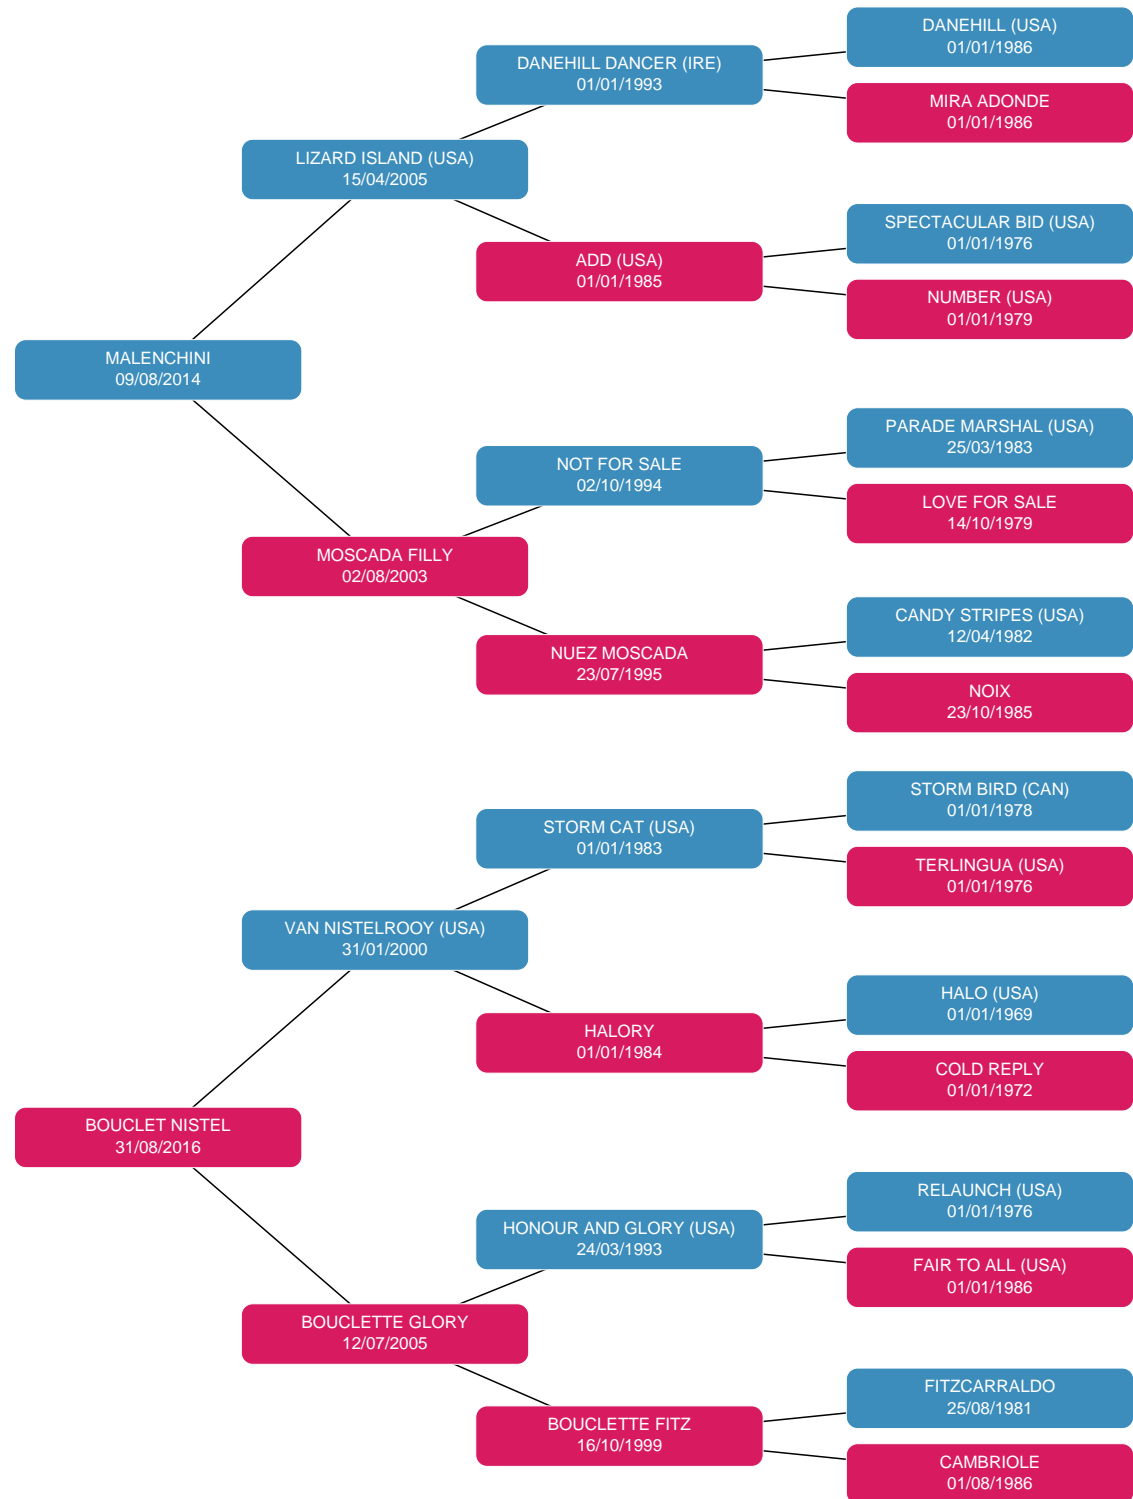 DANEHILL (USA)
01/01/1986
DANEHILL DANCER (IRE)
01/01/1993
MIRA ADONDE
01/01/1986
LIZARD ISLAND (USA)
15/04/2005
SPECTACULAR BID (USA)
01/01/1976
ADD (USA)
01/01/1985
NUMBER (USA)
01/01/1979
MALENCHINI
09/08/2014
PARADE MARSHAL (USA)
25/03/1983
NOT FOR SALE
02/10/1994
LOVE FOR SALE
14/10/1979
MOSCADA FILLY
02/08/2003
CANDY STRIPES (USA)
12/04/1982
NUEZ MOSCADA
23/07/1995
NOIX
23/10/1985
STORM BIRD (CAN)
01/01/1978
STORM CAT (USA)
01/01/1983
TERLINGUA (USA)
01/01/1976
VAN NISTELROOY (USA)
31/01/2000
HALO (USA)
01/01/1969
HALORY
01/01/1984
COLD REPLY
01/01/1972
BOUCLET NISTEL
31/08/2016
RELAUNCH (USA)
01/01/1976
HONOUR AND GLORY (USA)
24/03/1993
FAIR TO ALL (USA)
01/01/1986
BOUCLETTE GLORY
12/07/2005
FITZCARRALDO
25/08/1981
BOUCLETTE FITZ
16/10/1999
CAMBRIOLE
01/08/1986